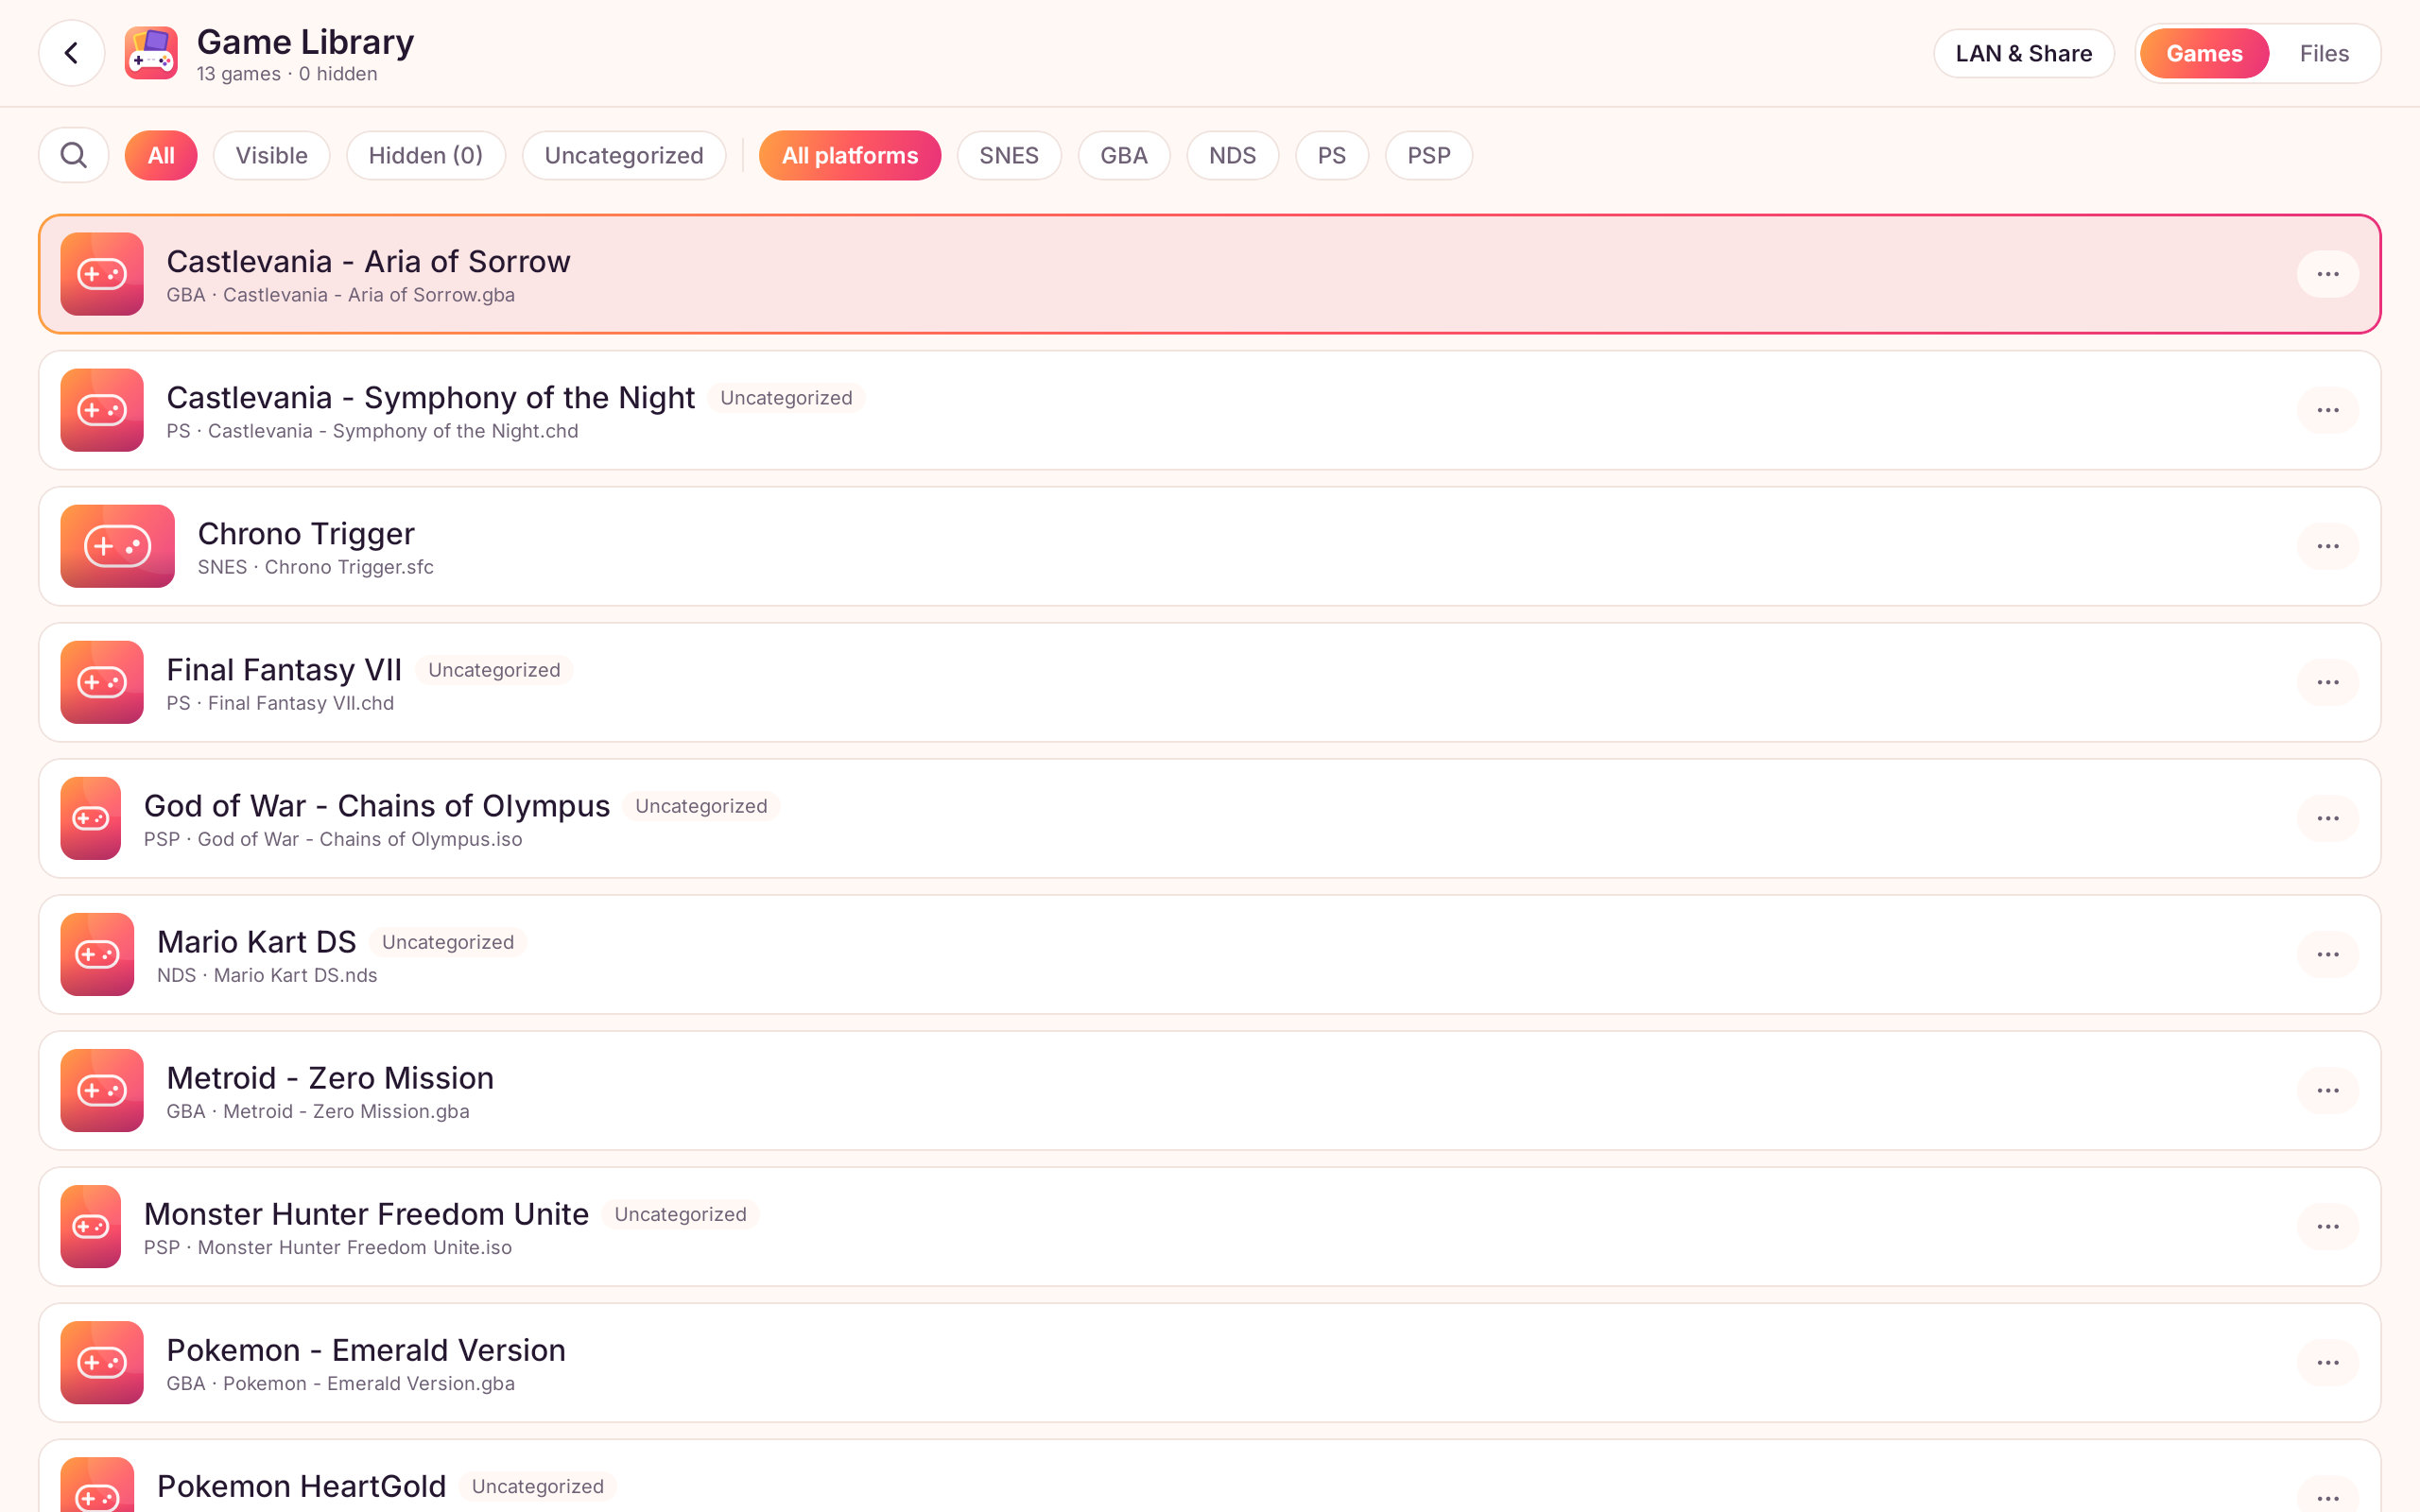 Game Library
13 games · 0 hidden
LAN & Share
Games
Files
All
Visible
Hidden (0)
Uncategorized
All platforms
SNES
GBA
NDS
PS
PSP
Castlevania - Aria of Sorrow
GBA · Castlevania - Aria of Sorrow.gba
Castlevania - Symphony of the Night Uncategorized
PS · Castlevania - Symphony of the Night.chd
Chrono Trigger
SNES · Chrono Trigger.sfc
Final Fantasy VII Uncategorized
PS · Final Fantasy VII.chd
God of War - Chains of Olympus Uncategorized
PSP · God of War - Chains of Olympus.iso
Mario Kart DS Uncategorized
NDS · Mario Kart DS.nds
Metroid - Zero Mission
GBA · Metroid - Zero Mission.gba
Monster Hunter Freedom Unite Uncategorized
PSP · Monster Hunter Freedom Unite.iso
Pokemon - Emerald Version
GBA · Pokemon - Emerald Version.gba
Pokemon HeartGold Uncategorized